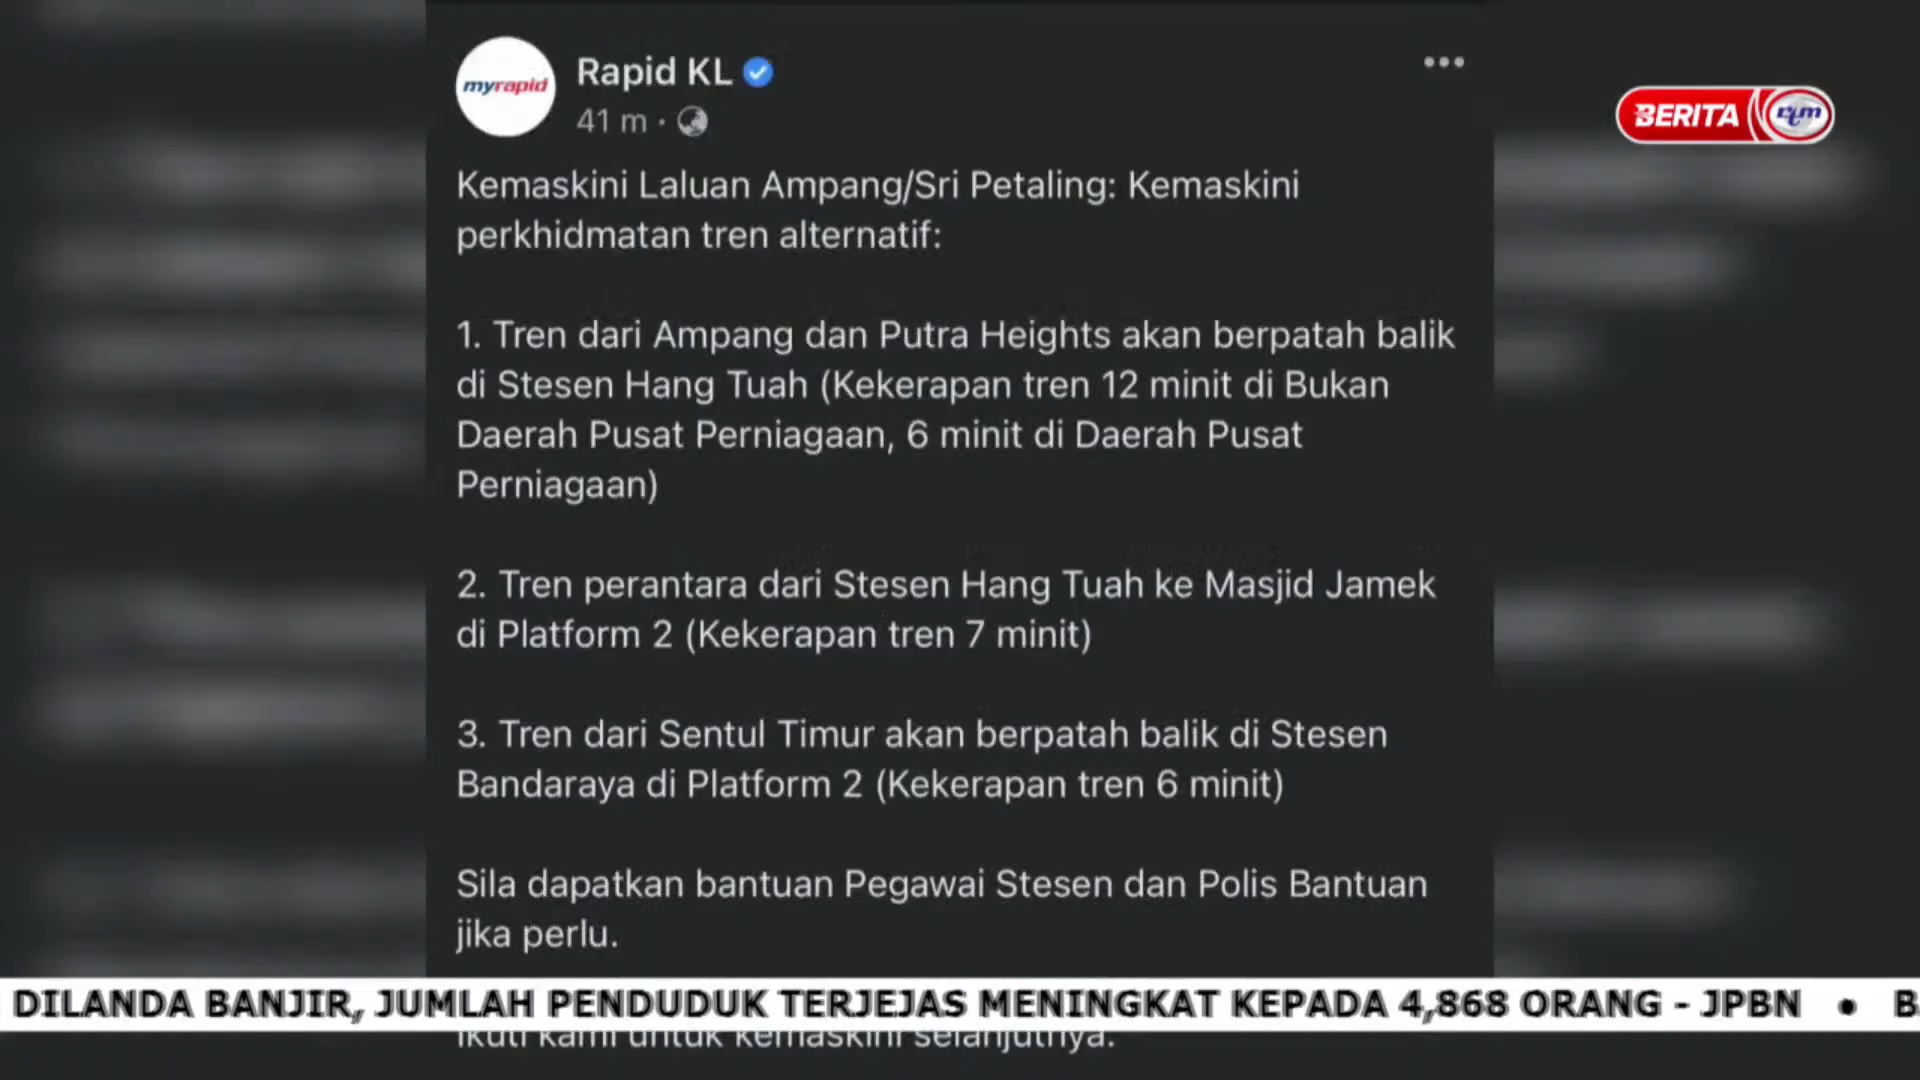 myrapid
Rapid KL
41 m ·
BERITA rtm
Kemaskini Laluan Ampang/Sri Petaling: Kemaskini
perkhidmatan tren alternatif:
1. Tren dari Ampang dan Putra Heights akan berpatah balik
di Stesen Hang Tuah (Kekerapan tren 12 minit di Bukan
Daerah Pusat Perniagaan, 6 minit di Daerah Pusat
Perniagaan)
2. Tren perantara dari Stesen Hang Tuah ke Masjid Jamek
di Platform 2 (Kekerapan tren 7 minit)
3. Tren dari Sentul Timur akan berpatah balik di Stesen
Bandaraya di Platform 2 (Kekerapan tren 6 minit)
Sila dapatkan bantuan Pegawai Stesen dan Polis Bantuan
jika perlu.
DILANDA BANJIR, JUMLAH PENDUDUK TERJEJAS MENINGKAT KEPADA 4,868 ORANG - JPBN •
Ikuti kami untuk kemaskini selanjutnya.